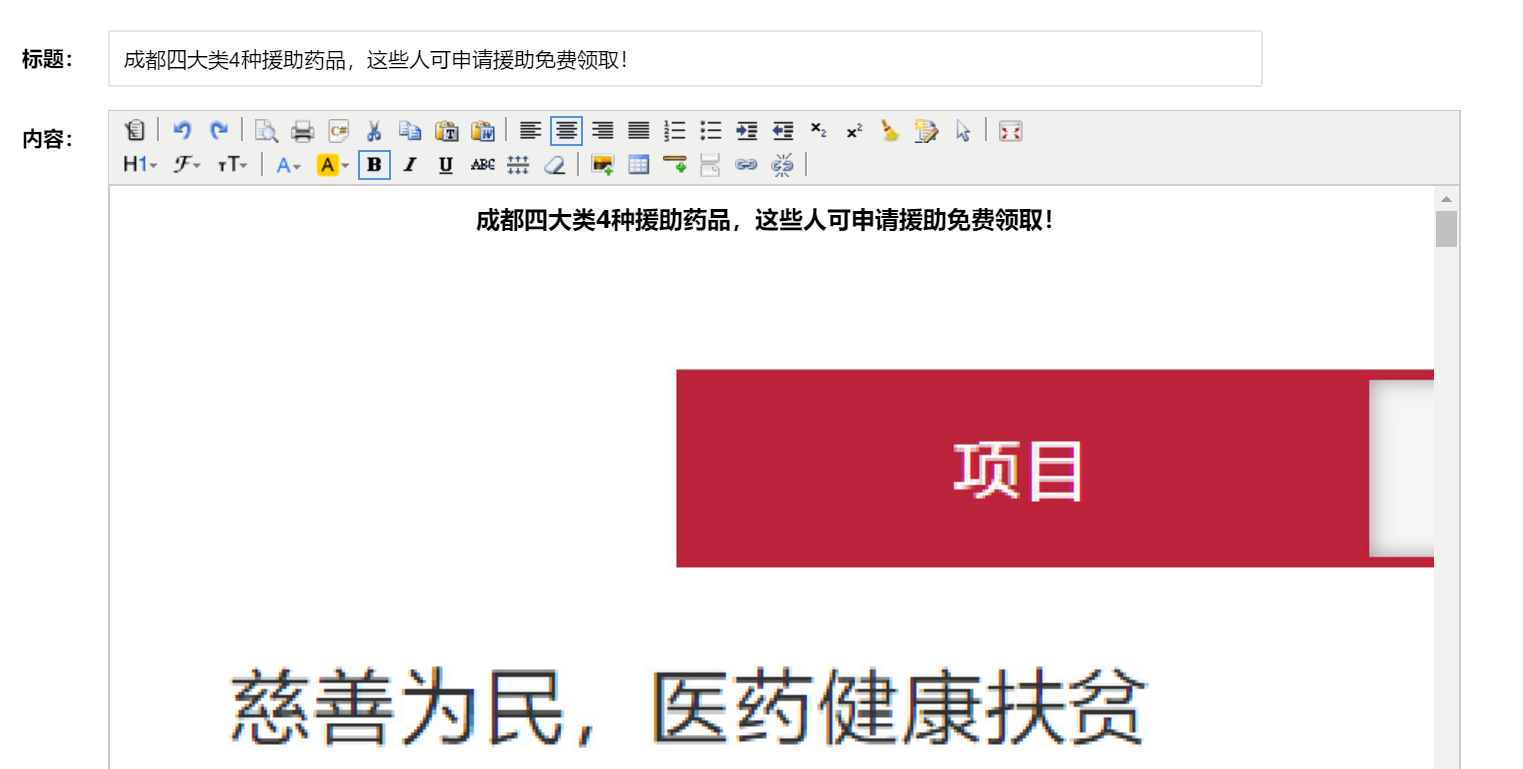 标题：
成都四大类4种援助药品，这些人可申请援助免费领取！
内容：
C#
T
W
H1 F TT A A B I U ABC
成都四大类4种援助药品，这些人可申请援助免费领取！
项目
慈善为民，医药健康扶贫